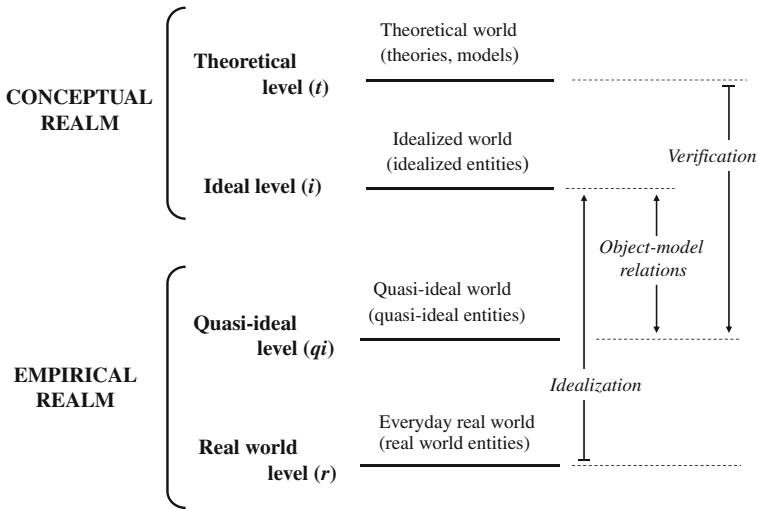 Theoretical world
(theories, models)
Theoretical
level (t)
CONCEPTUAL
REALM
Idealized world
(idealized entities)
Ideal level (i)
Verification
Object-model
relations
Quasi-ideal world
(quasi-ideal entities)
Quasi-ideal
level (qi)
EMPIRICAL
REALM
Idealization
Everyday real world
(real world entities)
Real world
level (r)